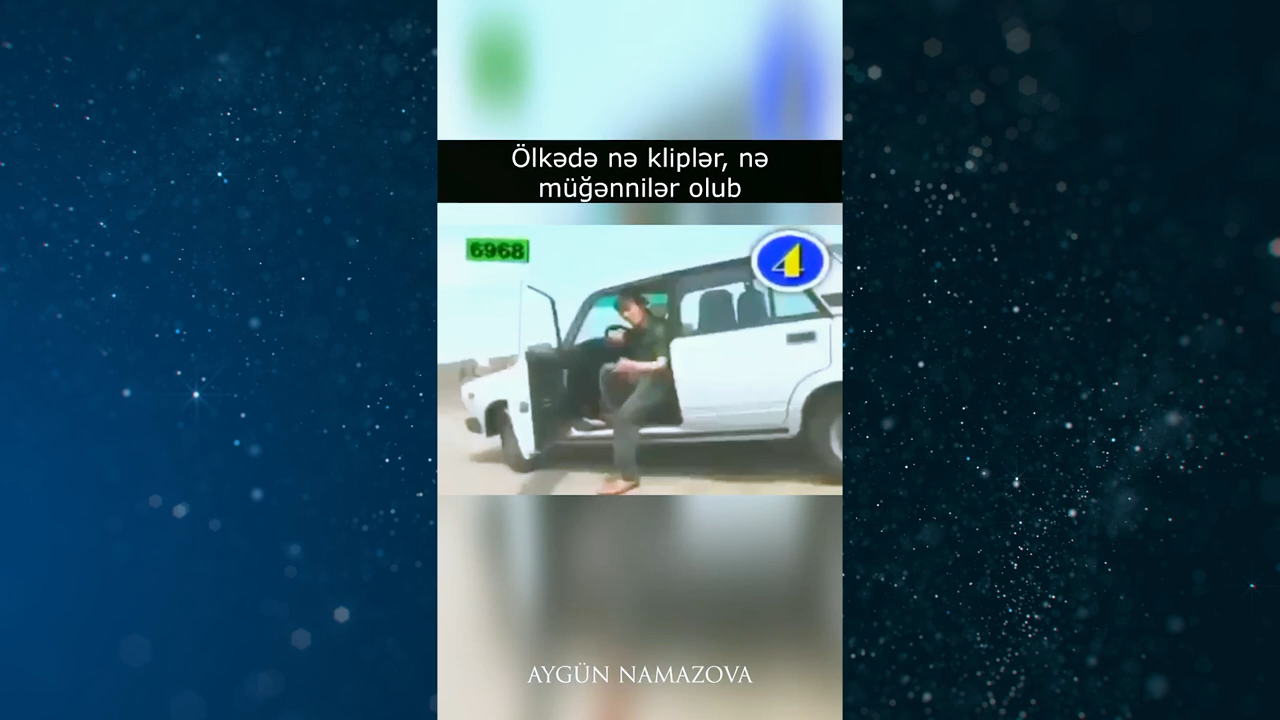 Ölkədə nə kliplər, nə
müğənnilər olub
6968
4
AYGÜN NAMAZOVA